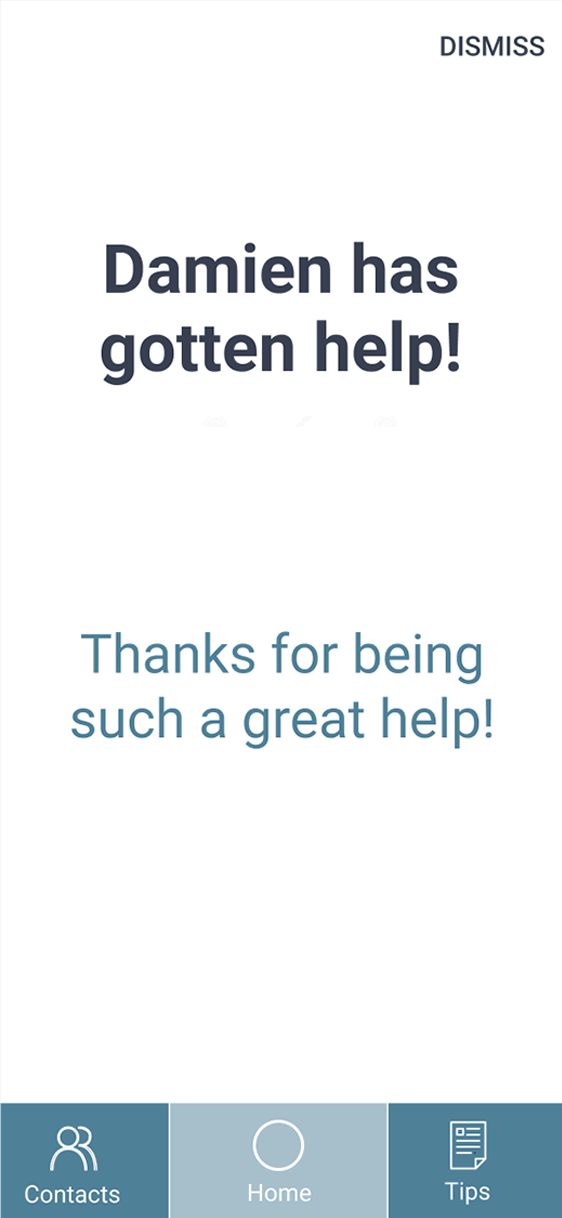 DISMISS
Damien has
gotten help!
Thanks for being
such a great help!
Contacts
Home
Tips